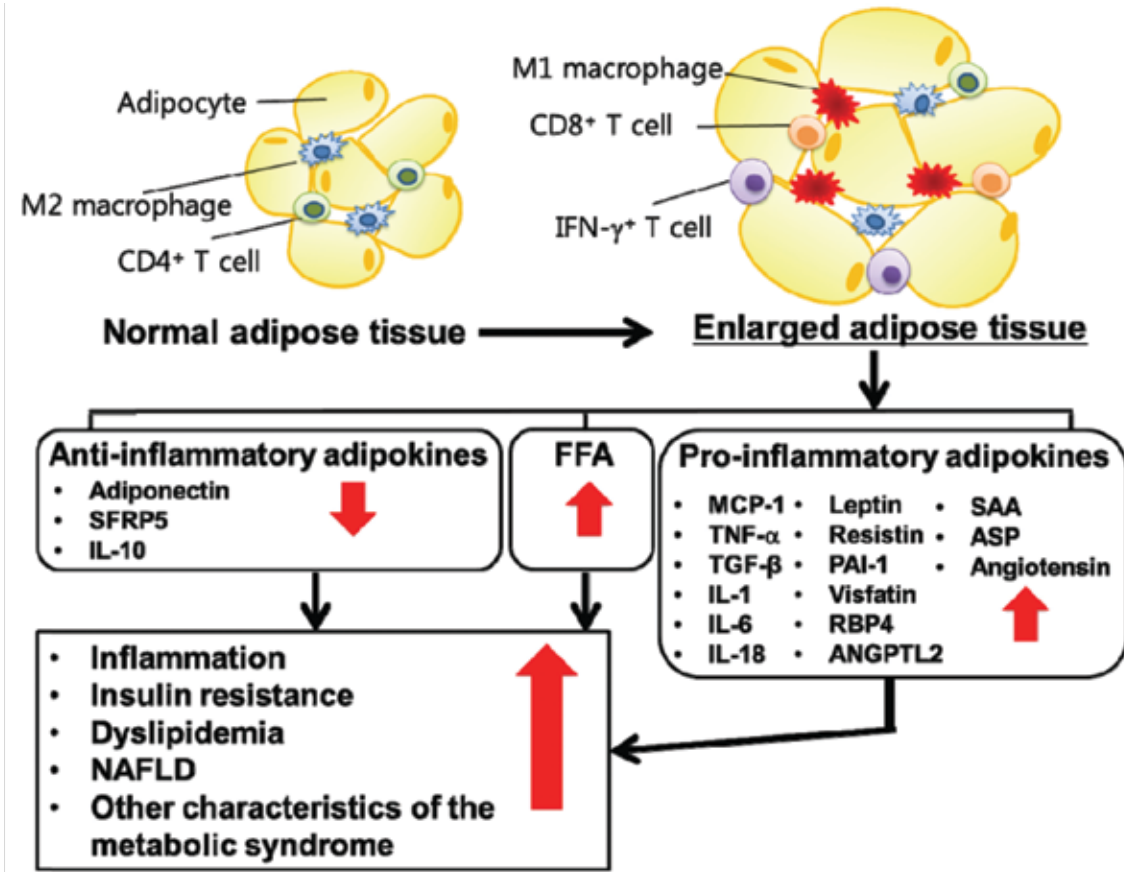 Adipocyte
M2 macrophage
CD4+ T cell
M1 macrophage
CD8+ T cell
IFN-γ+ T cell
Normal adipose tissue
Enlarged adipose tissue
Anti-inflammatory adipokines
• Adiponectin
• SFRP5
• IL-10
FFA
Pro-inflammatory adipokines
• MCP-1
• TNF-α
• TGF-β
• IL-1
• IL-6
• IL-18
• Leptin
• Resistin
• PAI-1
• Visfatin
• RBP4
• ANGPTL2
• SAA
• ASP
• Angiotensin
• Inflammation
• Insulin resistance
• Dyslipidemia
• NAFLD
• Other characteristics of the
metabolic syndrome